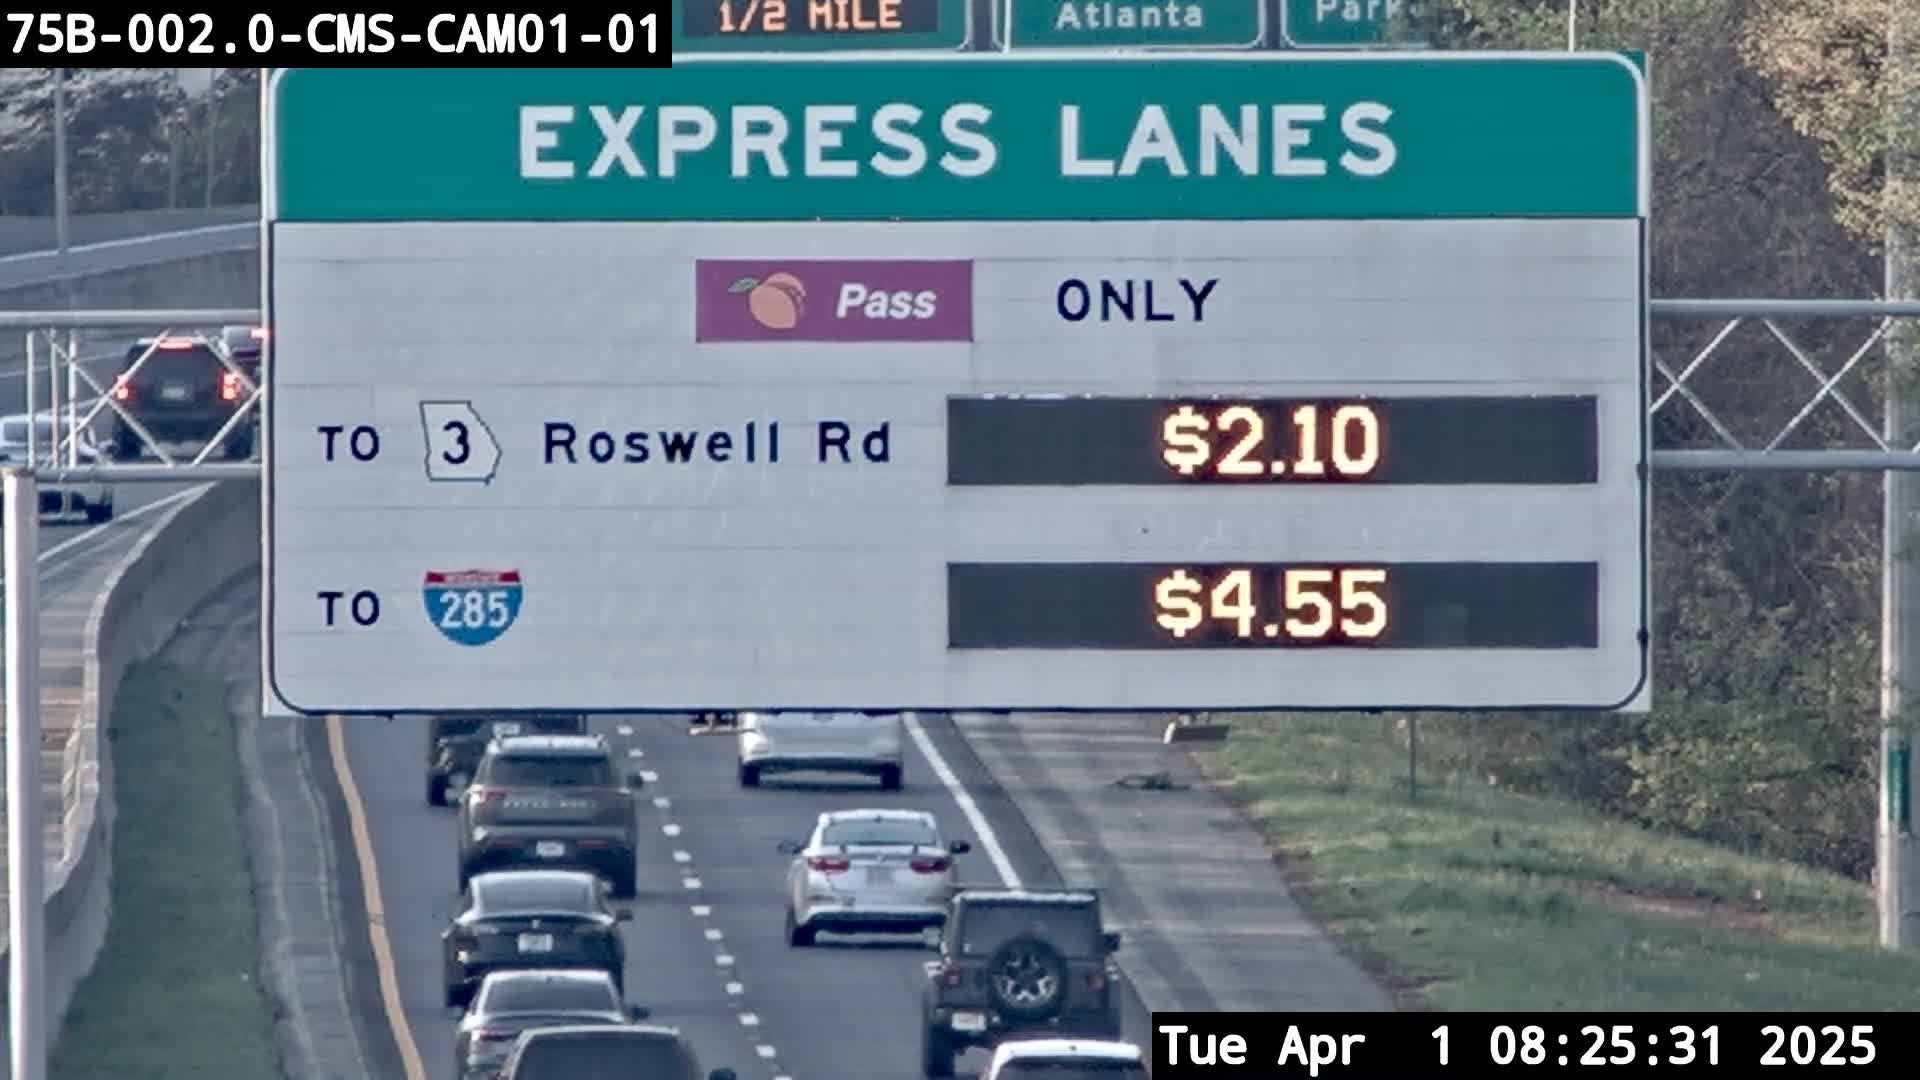 75B-002.0-CMS-CAM01-01
1/2 MILE
Atlanta
EXPRESS LANES
Pass ONLY
TO 3 Roswell Rd $2.10
TO 285 $4.55
Tue Apr 1 08:25:31 2025